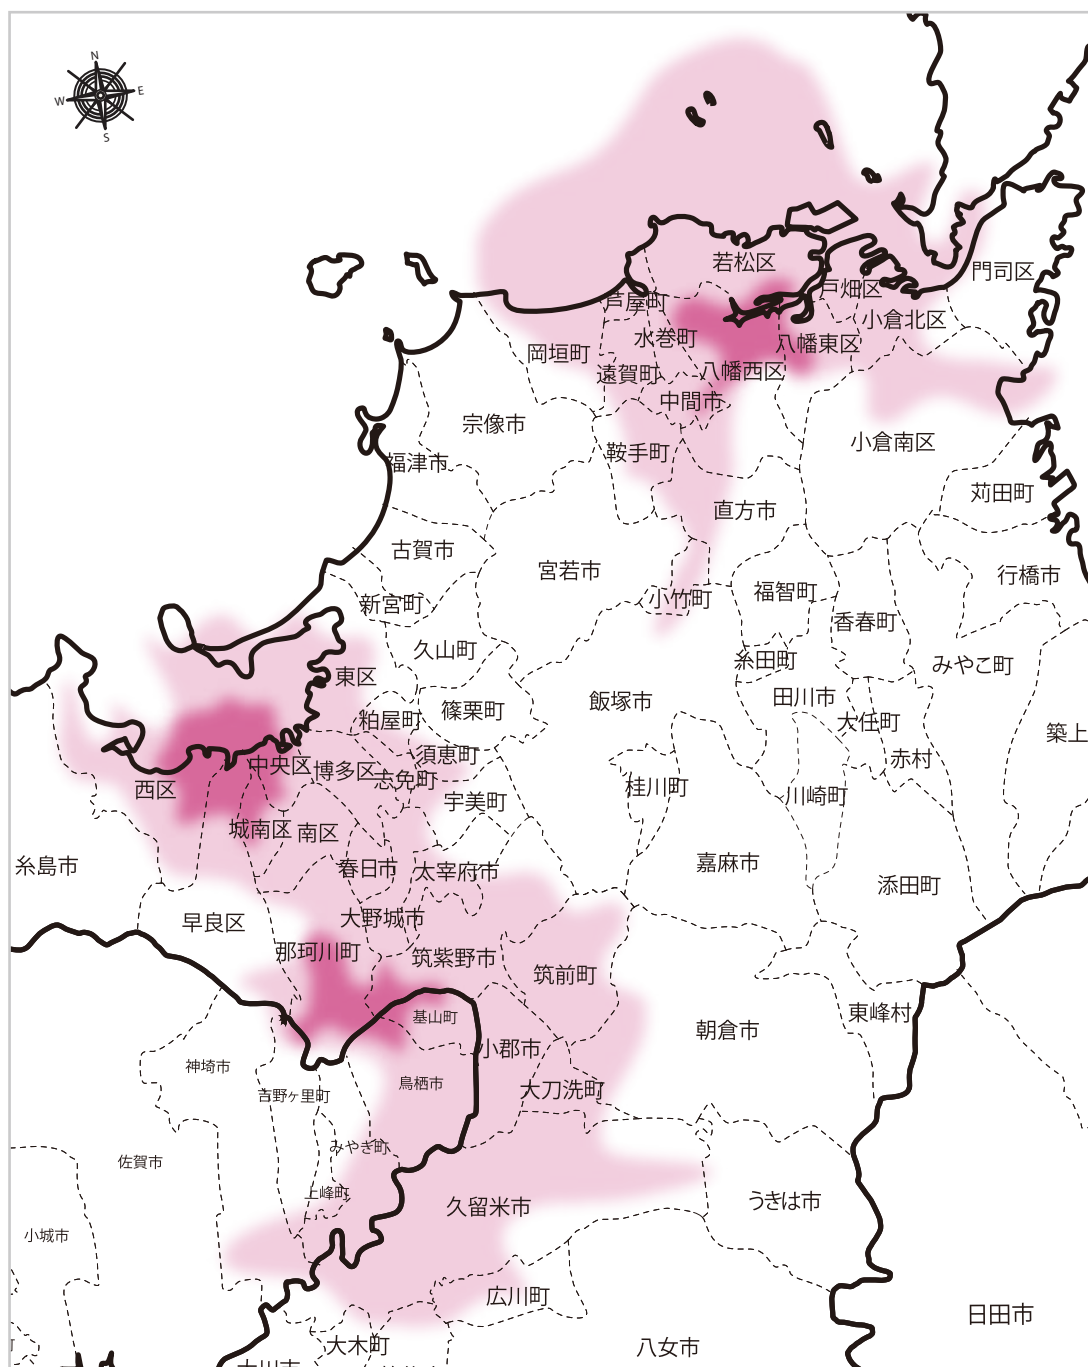 N
W
E
S
若松区
門司区
戸畑区
芦屋町
小倉北区
水巻町
八幡東区
岡垣町
遠賀町
八幡西区
中間市
宗像市
小倉南区
鞍手町
福津市
苅田町
直方市
古賀市
宮若市
行橋市
福智町
小竹町
新宮町
香春町
久山町
糸田町
みやこ町
東区
田川市
飯塚市
篠栗町
粕屋町
大任町
築上
須恵町
赤村
中央区
博多区
志免町
西区
桂川町
川崎町
宇美町
城南区
南区
糸島市
春日市
太宰府市
嘉麻市
添田町
早良区
大野城市
那珂川町
筑紫野市
筑前町
東峰村
基山町
朝倉市
小郡市
神埼市
鳥栖市
大刀洗町
吉野ヶ里町
みやき町
佐賀市
上峰町
うきは市
久留米市
小城市
広川町
日田市
大木町
八女市
大川市